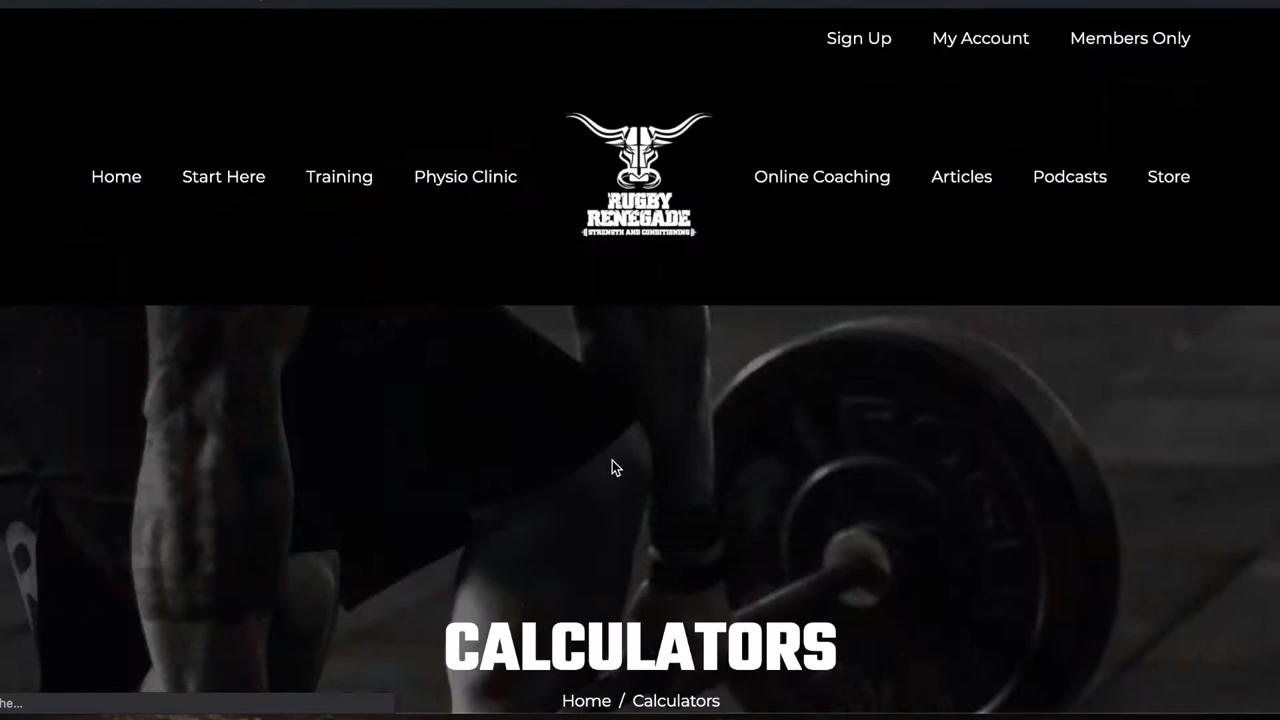 Sign Up My Account Members Only
Home Start Here Training Physio Clinic
RUGBY
RENEGADE
STRENGTH AND CONDITIONING
Online Coaching Articles Podcasts Store
CALCULATORS
Home / Calculators
he...